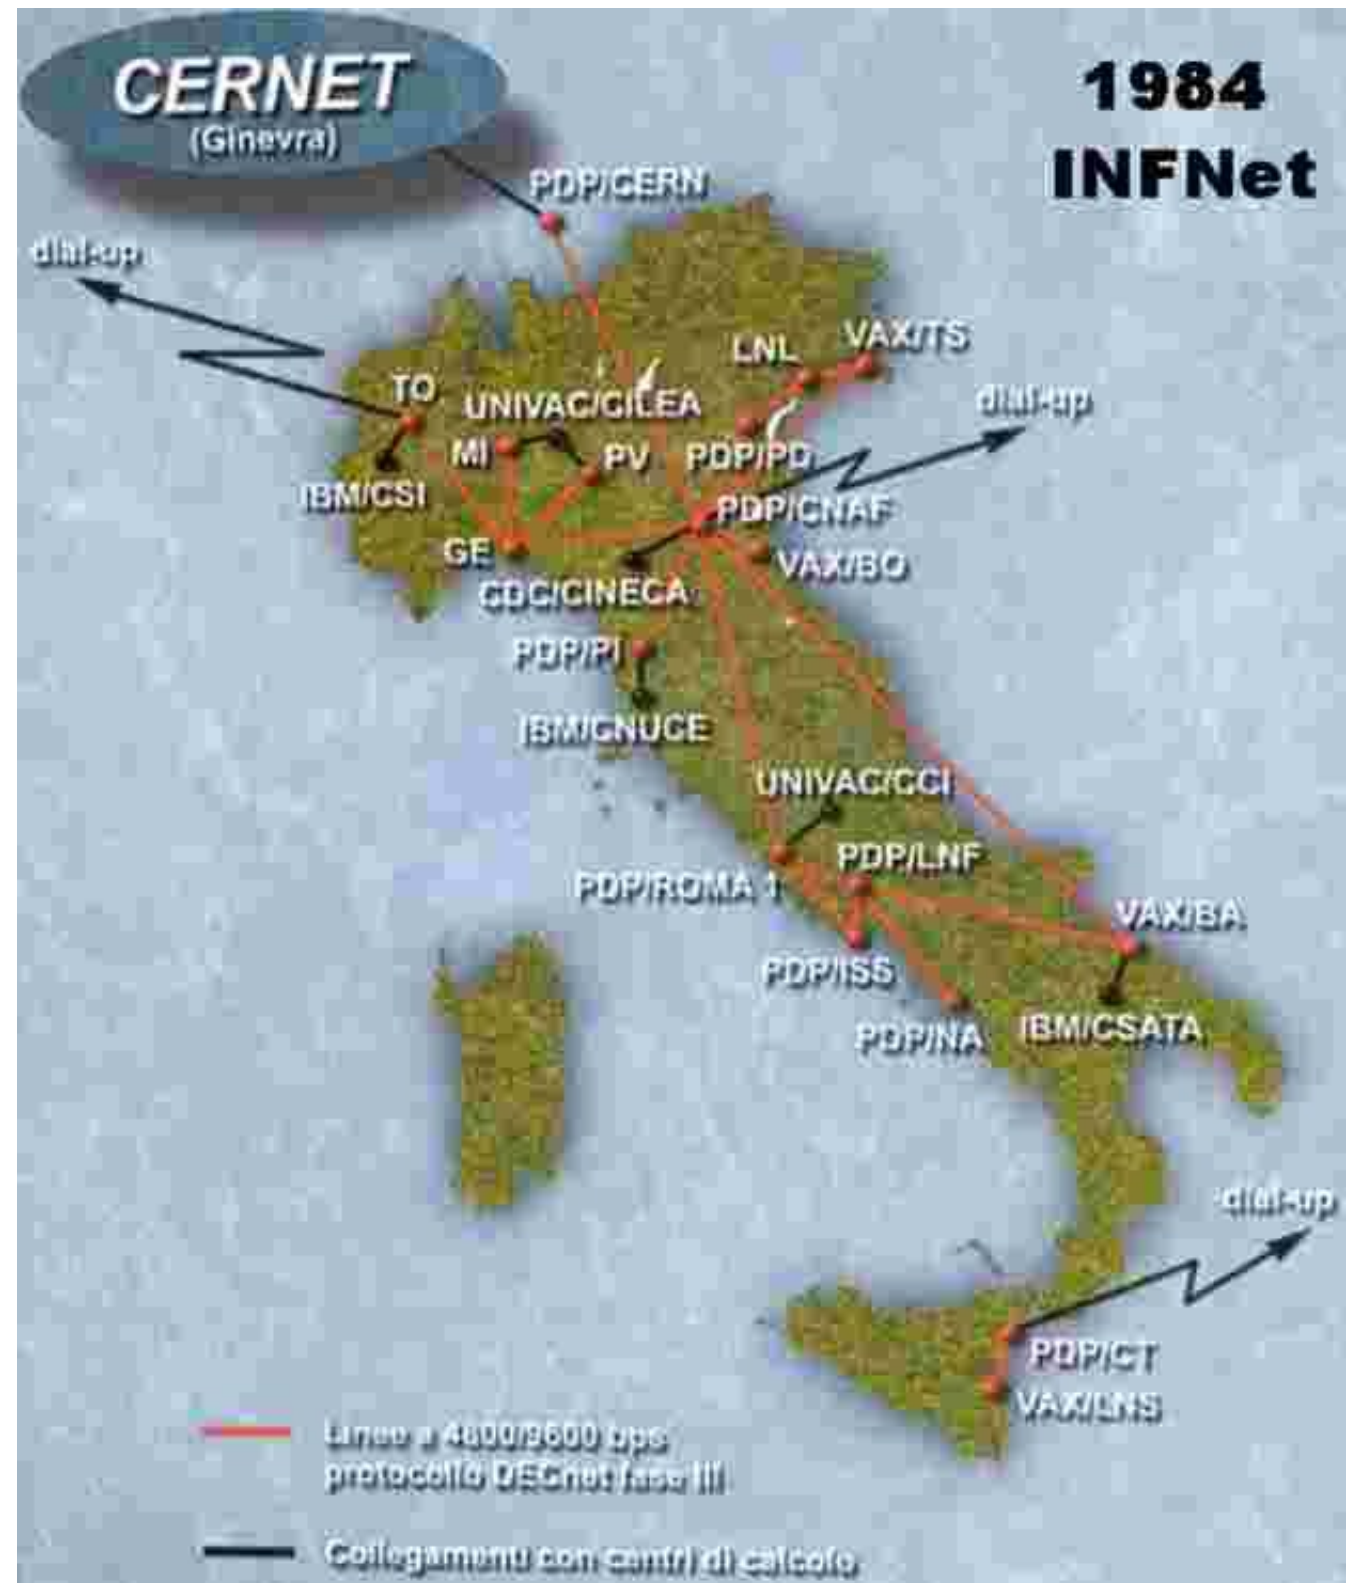 CERNET
(Ginevra)
1984
INFNet
PDP/CERN
dial-up
LNL
VAX/TS
TO
UNIVAC/CILEA
dial-up
MI
PV
PDP/PD
IBM/CSI
PDP/CNAF
GE
VAX/BO
CDC/CINECA
PDP/PI
IBM/CNUCE
UNIVAC/CCI
PDP/LNF
PDP/ROMA 1
VAX/BA
PDP/ISS
PDP/NA
IBM/CSATA
dial-up
PDP/CT
VAX/LNS
Linee a 4800/9600 bps
protocollo DECnet fase III
Collegamenti con centri di calcolo